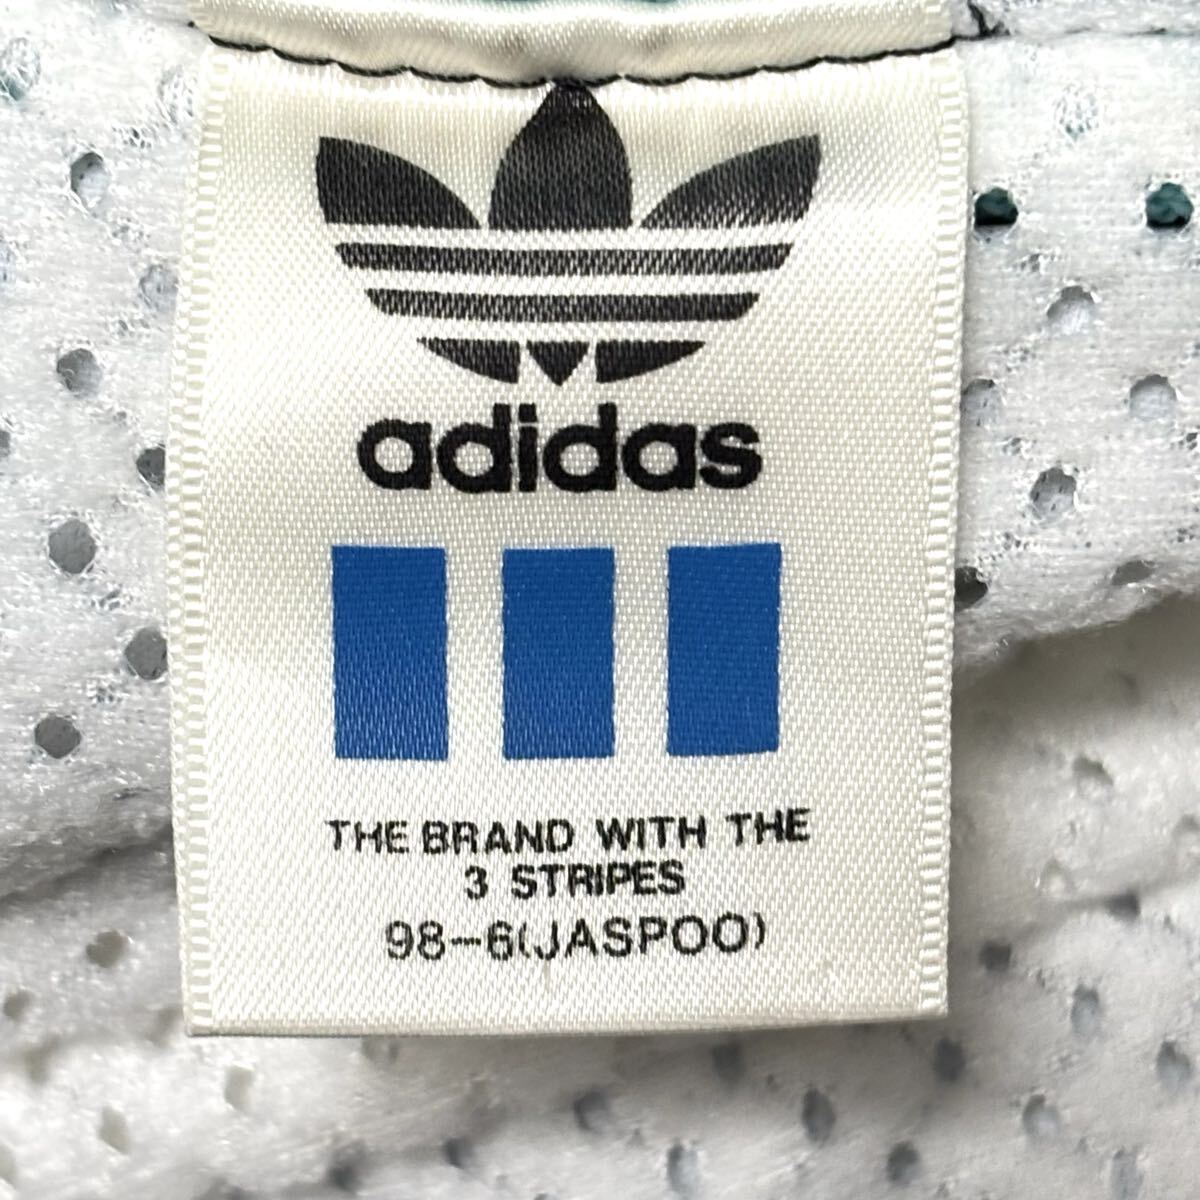 adidas
THE BRAND WITH THE
3 STRIPES
98-6(JASPOO)